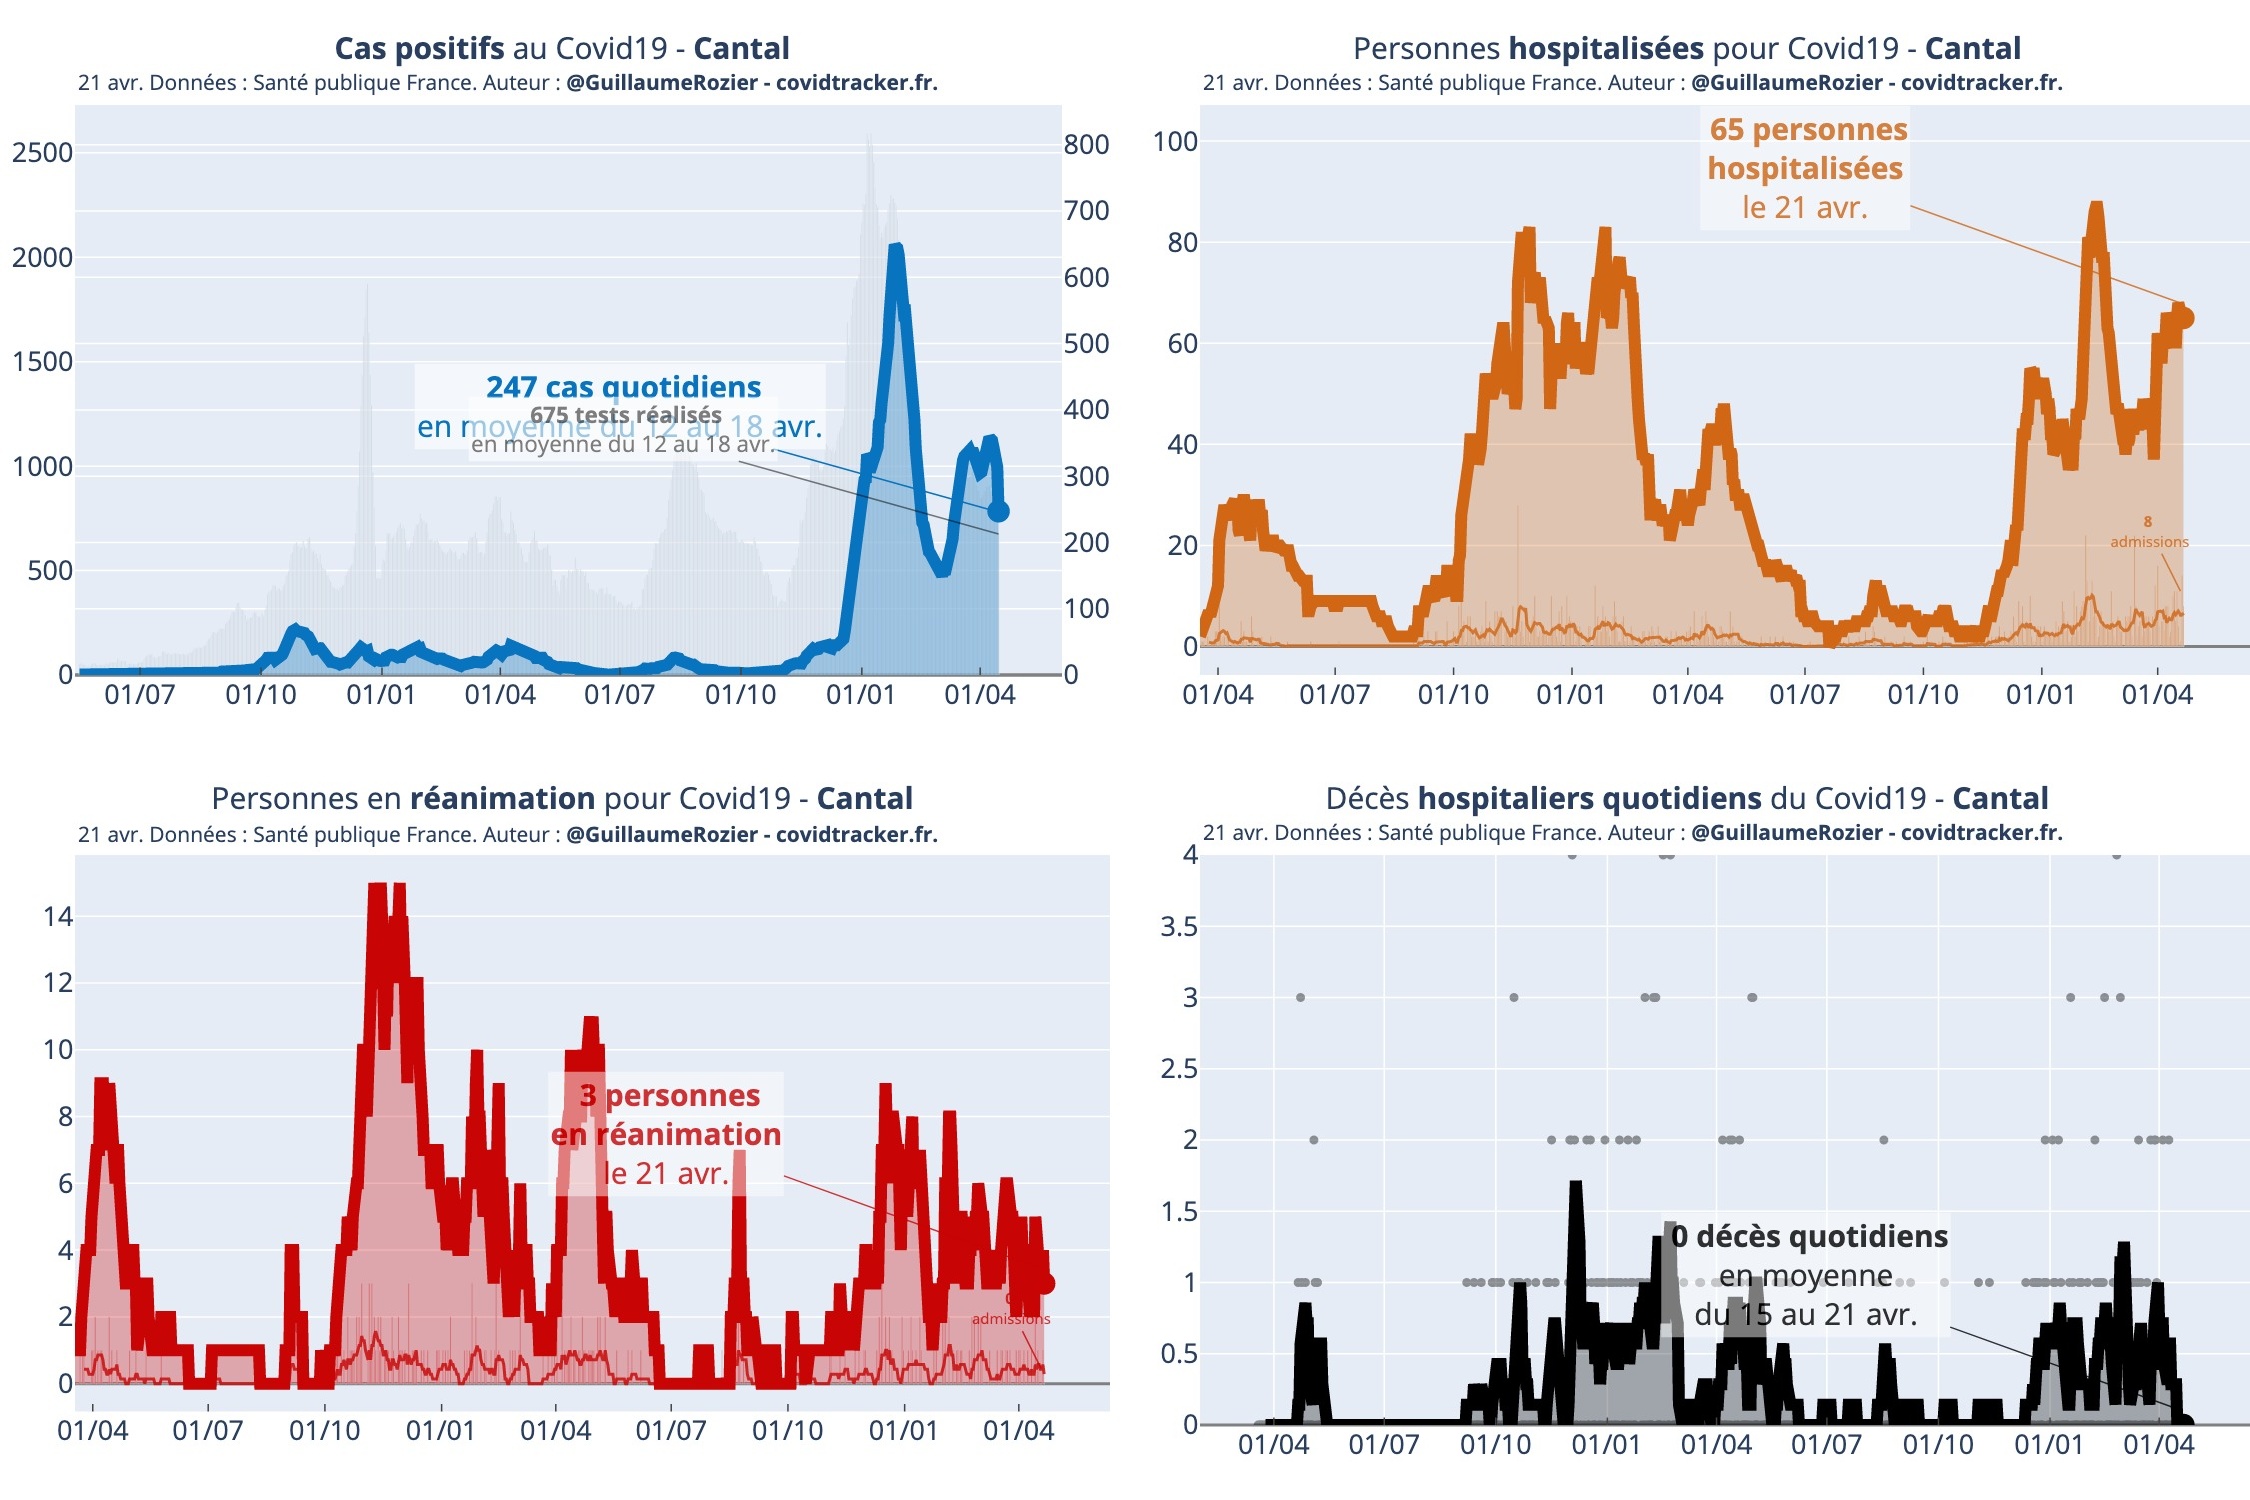 Cas positifs au Covid19 - Cantal
21 avr. Données : Santé publique France. Auteur : @GuillaumeRozier - covidtracker.fr.
2500
2000
1500
1000
500
0
800
700
600
500
400
300
200
100
0
247 cas quotidiens
en moyenne du 12 au 18 avr.
675 tests réalisés
en moyenne du 12 au 18 avr.
01/07 01/10 01/01 01/04 01/07 01/10 01/01 01/04
Personnes hospitalisées pour Covid19 - Cantal
21 avr. Données : Santé publique France. Auteur : @GuillaumeRozier - covidtracker.fr.
100
80
60
40
20
0
65 personnes
hospitalisées
le 21 avr.
8
admissions
01/04 01/07 01/10 01/01 01/04 01/07 01/10 01/01 01/04
Personnes en réanimation pour Covid19 - Cantal
21 avr. Données : Santé publique France. Auteur : @GuillaumeRozier - covidtracker.fr.
14
12
10
8
6
4
2
0
3 personnes
en réanimation
le 21 avr.
admissions
01/04 01/07 01/10 01/01 01/04 01/07 01/10 01/01 01/04
Décès hospitaliers quotidiens du Covid19 - Cantal
21 avr. Données : Santé publique France. Auteur : @GuillaumeRozier - covidtracker.fr.
4
3.5
3
2.5
2
1.5
1
0.5
0
0 décès quotidiens
en moyenne
du 15 au 21 avr.
01/04 01/07 01/10 01/01 01/04 01/07 01/10 01/01 01/04